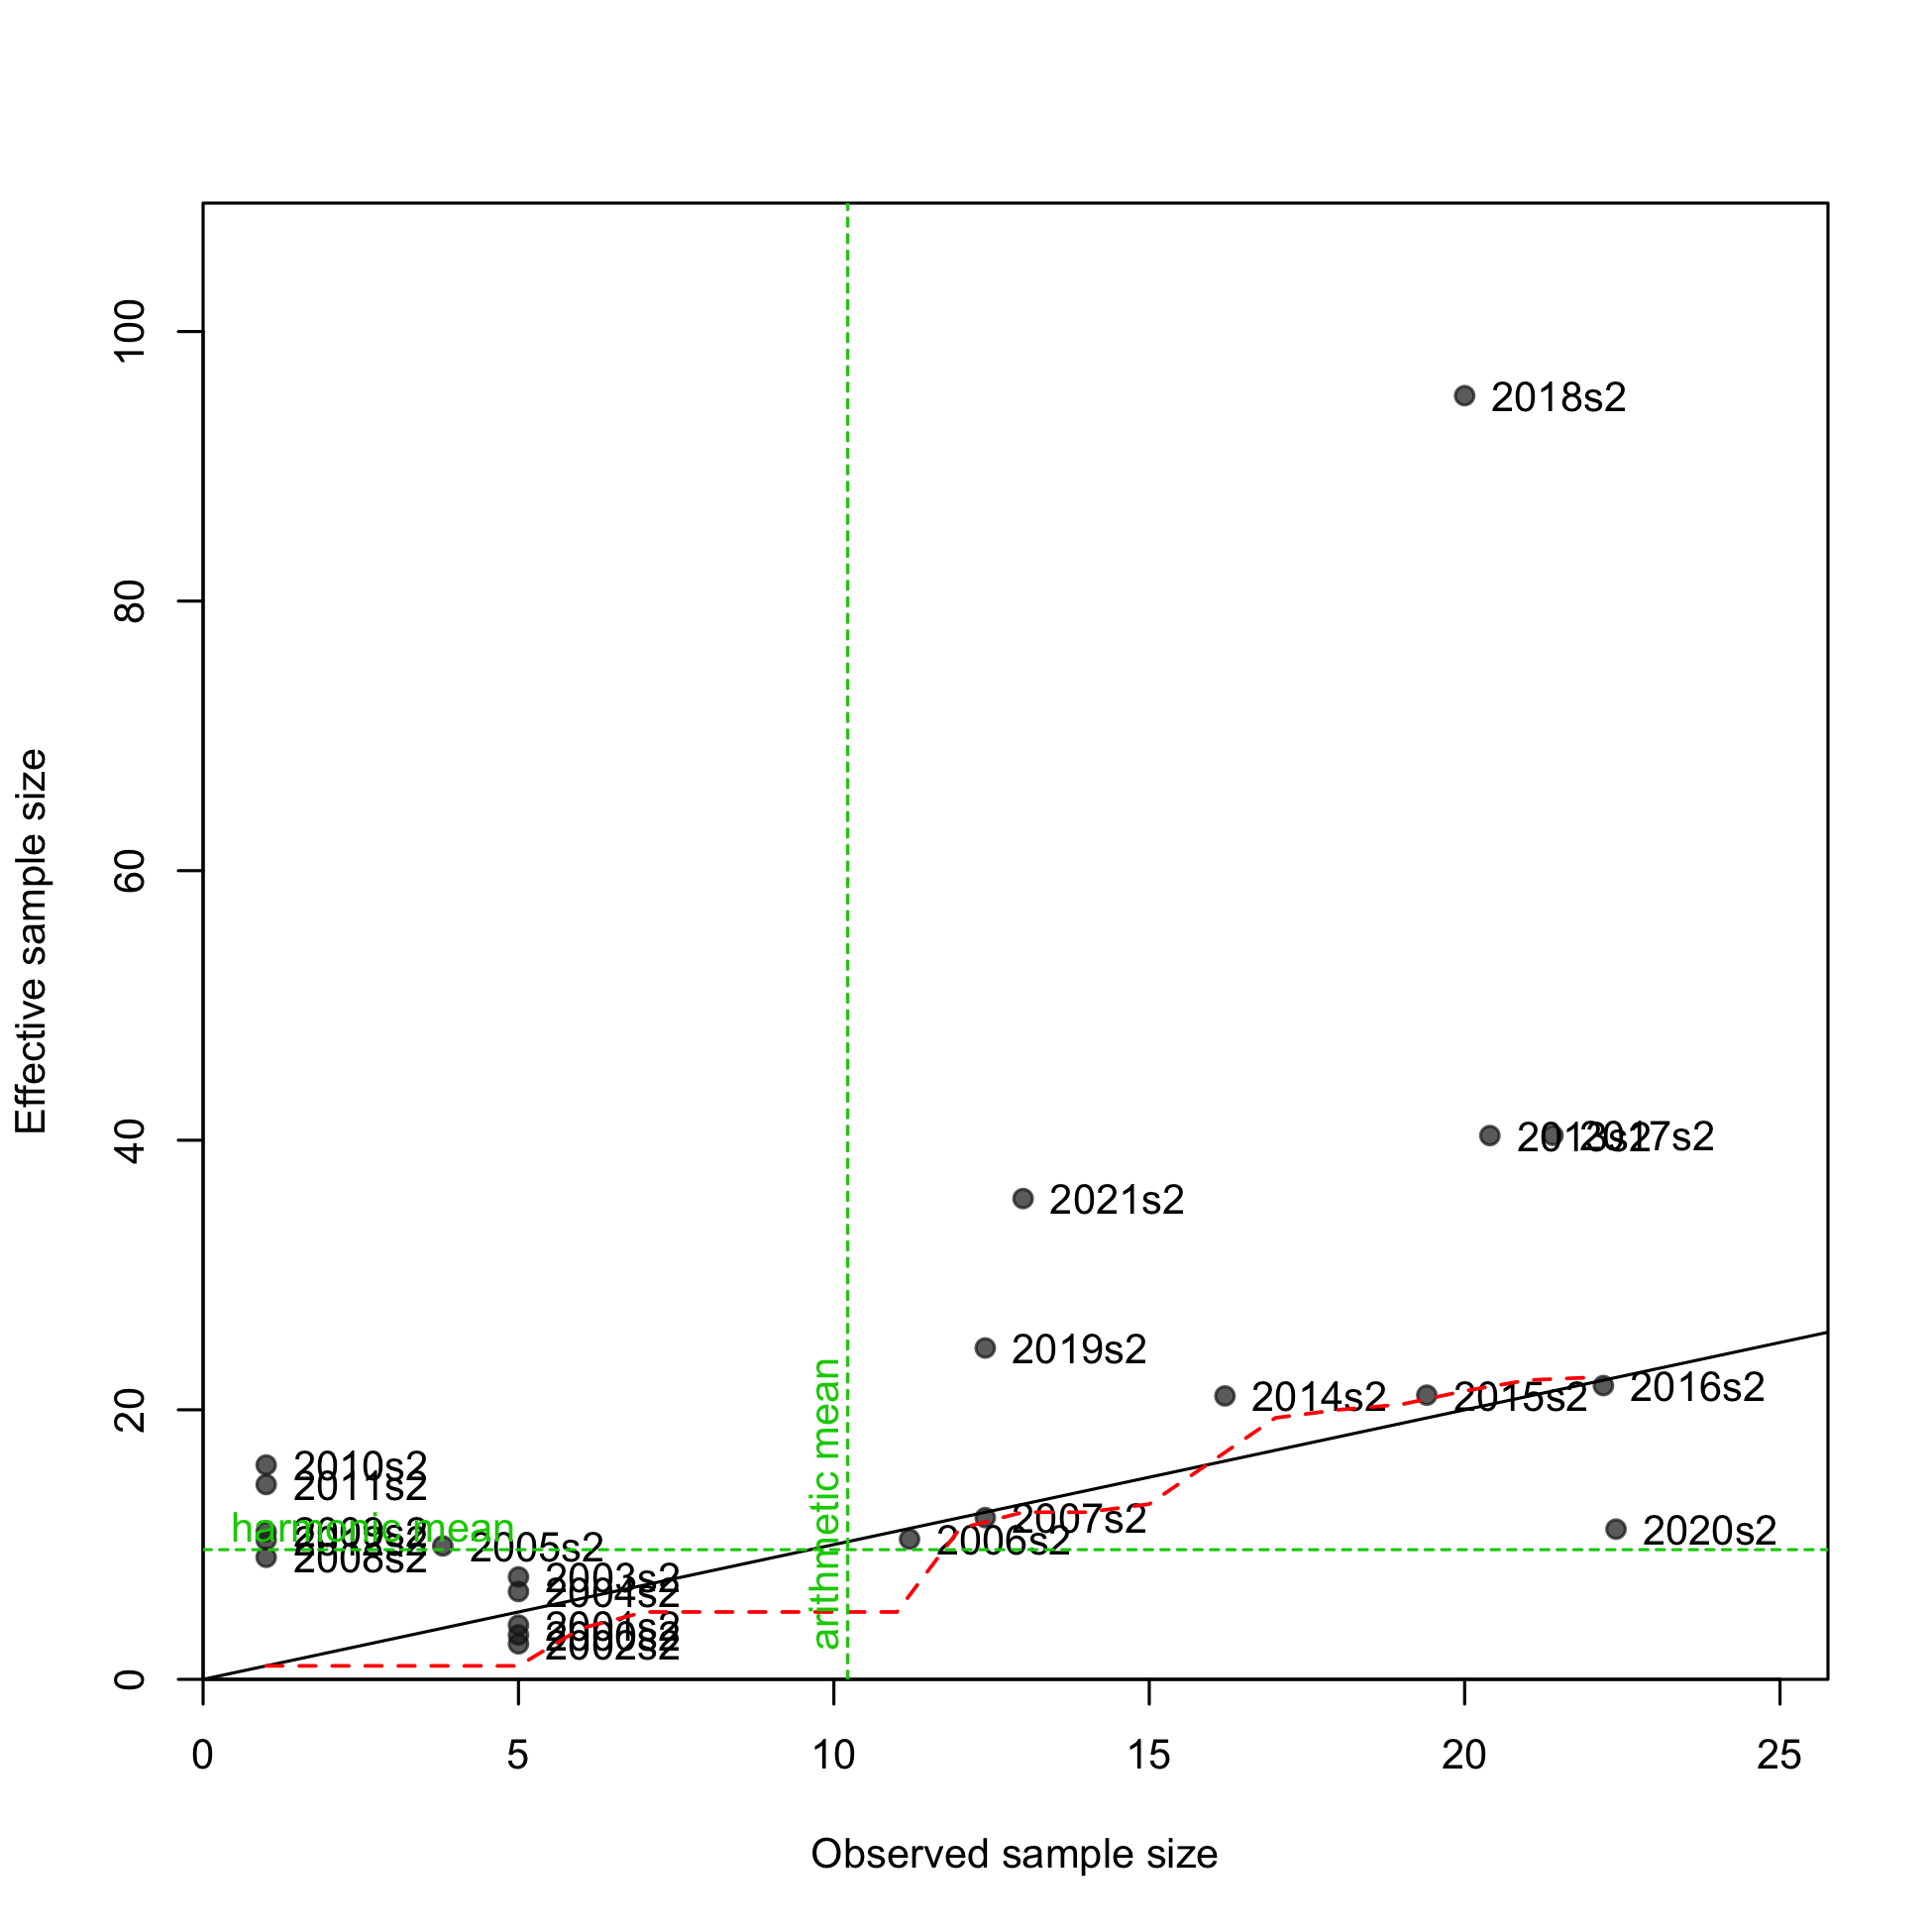 100
80
60
40
20
0
Effective sample size
2018s2
2013s2
2017s2
2021s2
2019s2
2014s2
2015s2
2016s2
2010s2
2011s2
harmonic mean
2008s2
2005s2
2007s2
2006s2
2020s2
2003s2
2004s2
2001s2
2002s2
arithmetic mean
0
5
10
15
20
25
Observed sample size